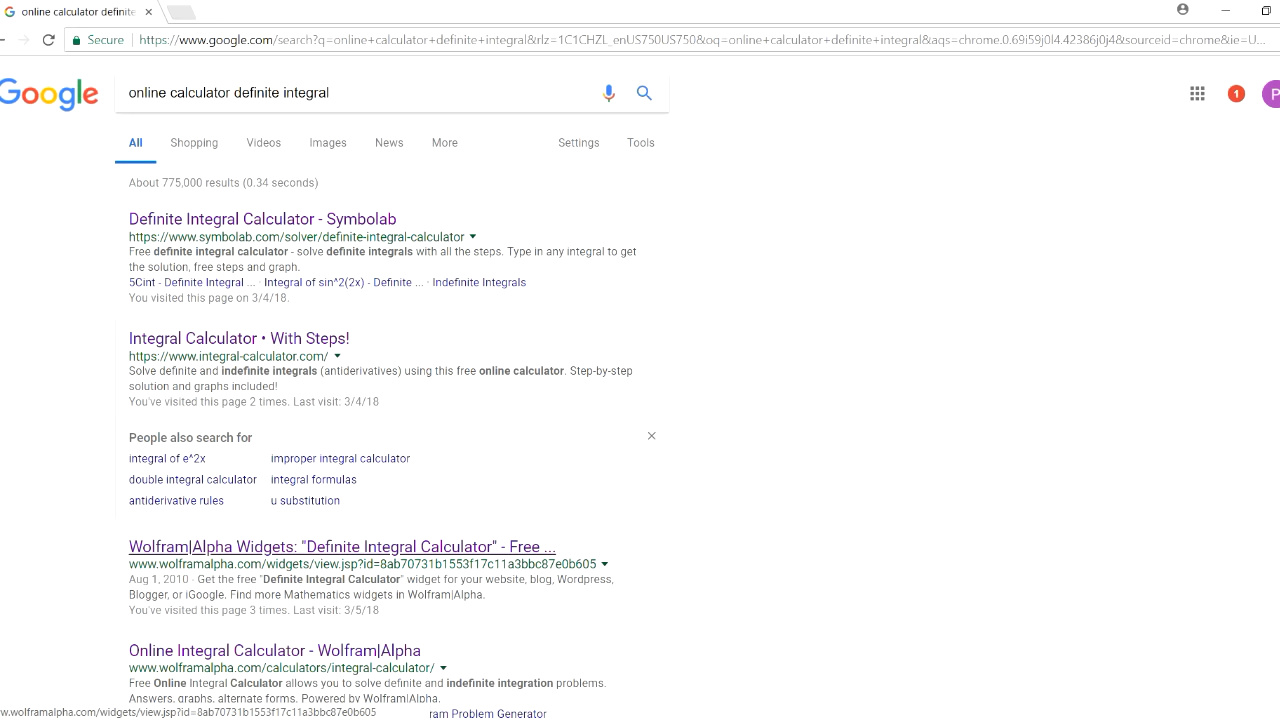 online calculator definite
Secure https://www.google.com/search?q=online+calculator+definite+integral&rlz=1C1CHZL_enUS750US750&oq=online+calculator+definite+integral&aqs=chrome.0.69i59j0l4.42386j0j4&sourceid=chrome&ie=U...
Google online calculator definite integral 1 P
All Shopping Videos Images News More Settings Tools
About 775,000 results (0.34 seconds)
Definite Integral Calculator - Symbolab
https://www.symbolab.com/solver/definite-integral-calculator
Free definite integral calculator - solve definite integrals with all the steps. Type in any integral to get
the solution, free steps and graph.
5Cint - Definite Integral ... · Integral of sin^2(2x) - Definite ... · Indefinite Integrals
You visited this page on 3/4/18.
Integral Calculator • With Steps!
https://www.integral-calculator.com/
Solve definite and indefinite integrals (antiderivatives) using this free online calculator. Step-by-step
solution and graphs included!
You've visited this page 2 times. Last visit: 3/4/18
People also search for
integral of e^2x improper integral calculator
double integral calculator integral formulas
antiderivative rules u substitution
Wolfram|Alpha Widgets: "Definite Integral Calculator" - Free ...
www.wolframalpha.com/widgets/view.jsp?id=8ab70731b1553f17c11a3bbc87e0b605
Aug 1, 2010 - Get the free "Definite Integral Calculator" widget for your website, blog, Wordpress,
Blogger, or iGoogle. Find more Mathematics widgets in Wolfram|Alpha.
You've visited this page 3 times. Last visit: 3/5/18
Online Integral Calculator - Wolfram|Alpha
www.wolframalpha.com/calculators/integral-calculator/
Free Online Integral Calculator allows you to solve definite and indefinite integration problems.
Answers, graphs, alternate forms. Powered by Wolfram|Alpha.
w.wolframalpha.com/widgets/view.jsp?id=8ab70731b1553f17c11a3bbc87e0b605 ram Problem Generator